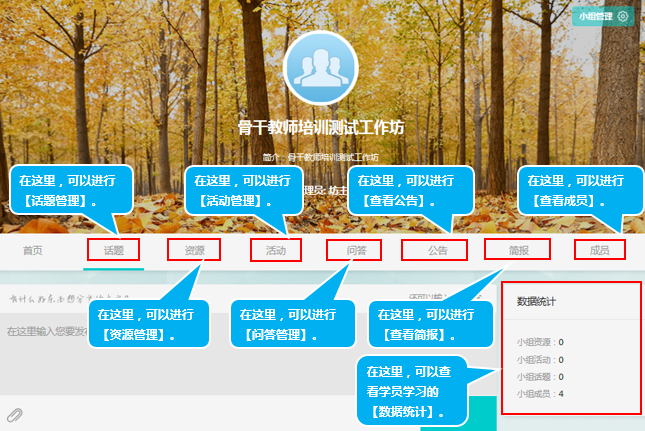 小组管理
骨干教师培训测试工作坊
简介：骨干教师培训测试工作坊
理员: 坊主
在这里，可以进行
【话题管理】。
在这里，可以进行
【活动管理】。
在这里，可以进行
【查看公告】。
在这里，可以进行
【查看成员】。
首页
话题
资源
活动
问答
公告
简报
成员
有什么好东西想
在这里输入您要发
在这里，可以进行
【资源管理】。
在这里，可以进行
【问答管理】。
在这里，可以进行
【查看简报】。
在这里，可以查
看学员学习的
【数据统计】。
数据统计
小组资源：0
小组活动：0
小组话题：0
小组成员：4